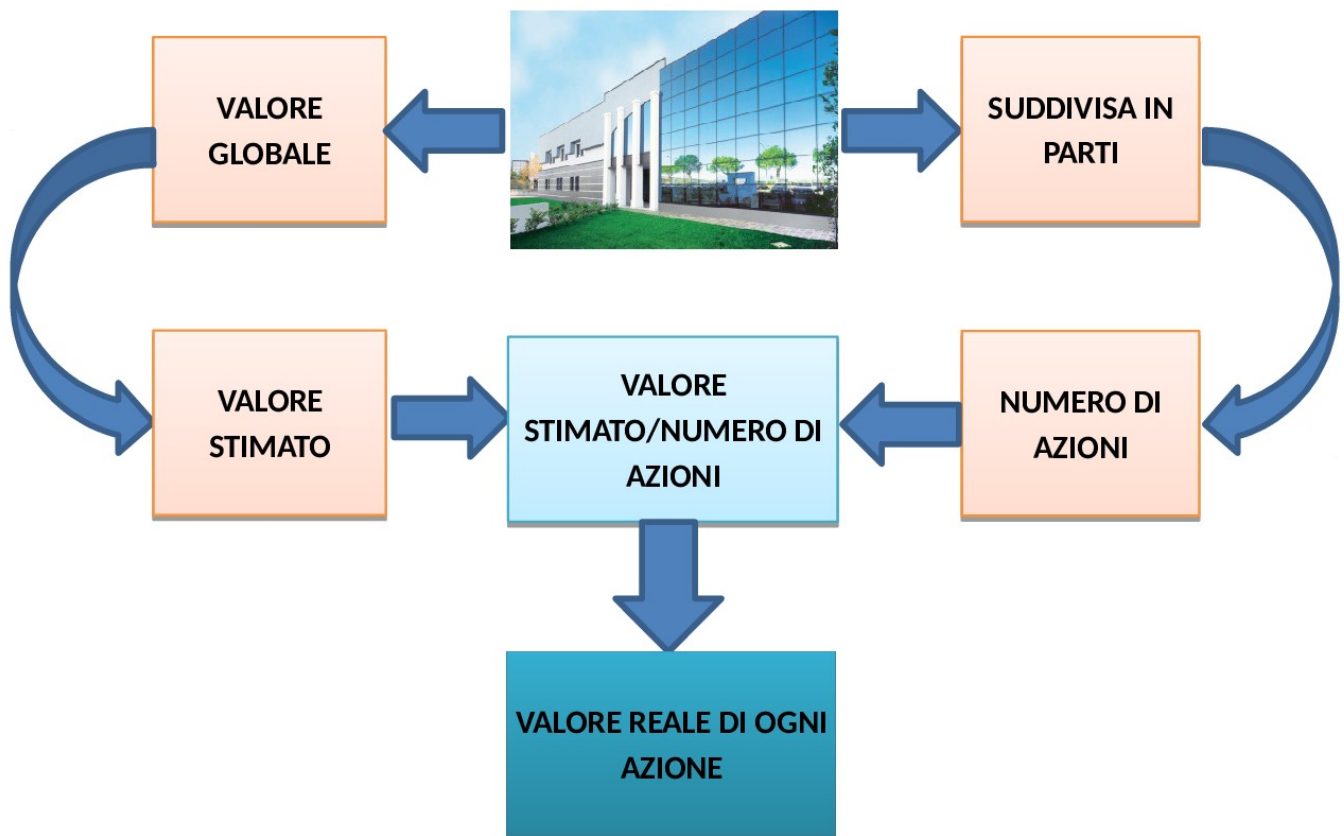 VALORE
GLOBALE
SUDDIVISA IN
PARTI
VALORE
STIMATO
VALORE
STIMATO/NUMERO DI
AZIONI
NUMERO DI
AZIONI
VALORE REALE DI OGNI
AZIONE